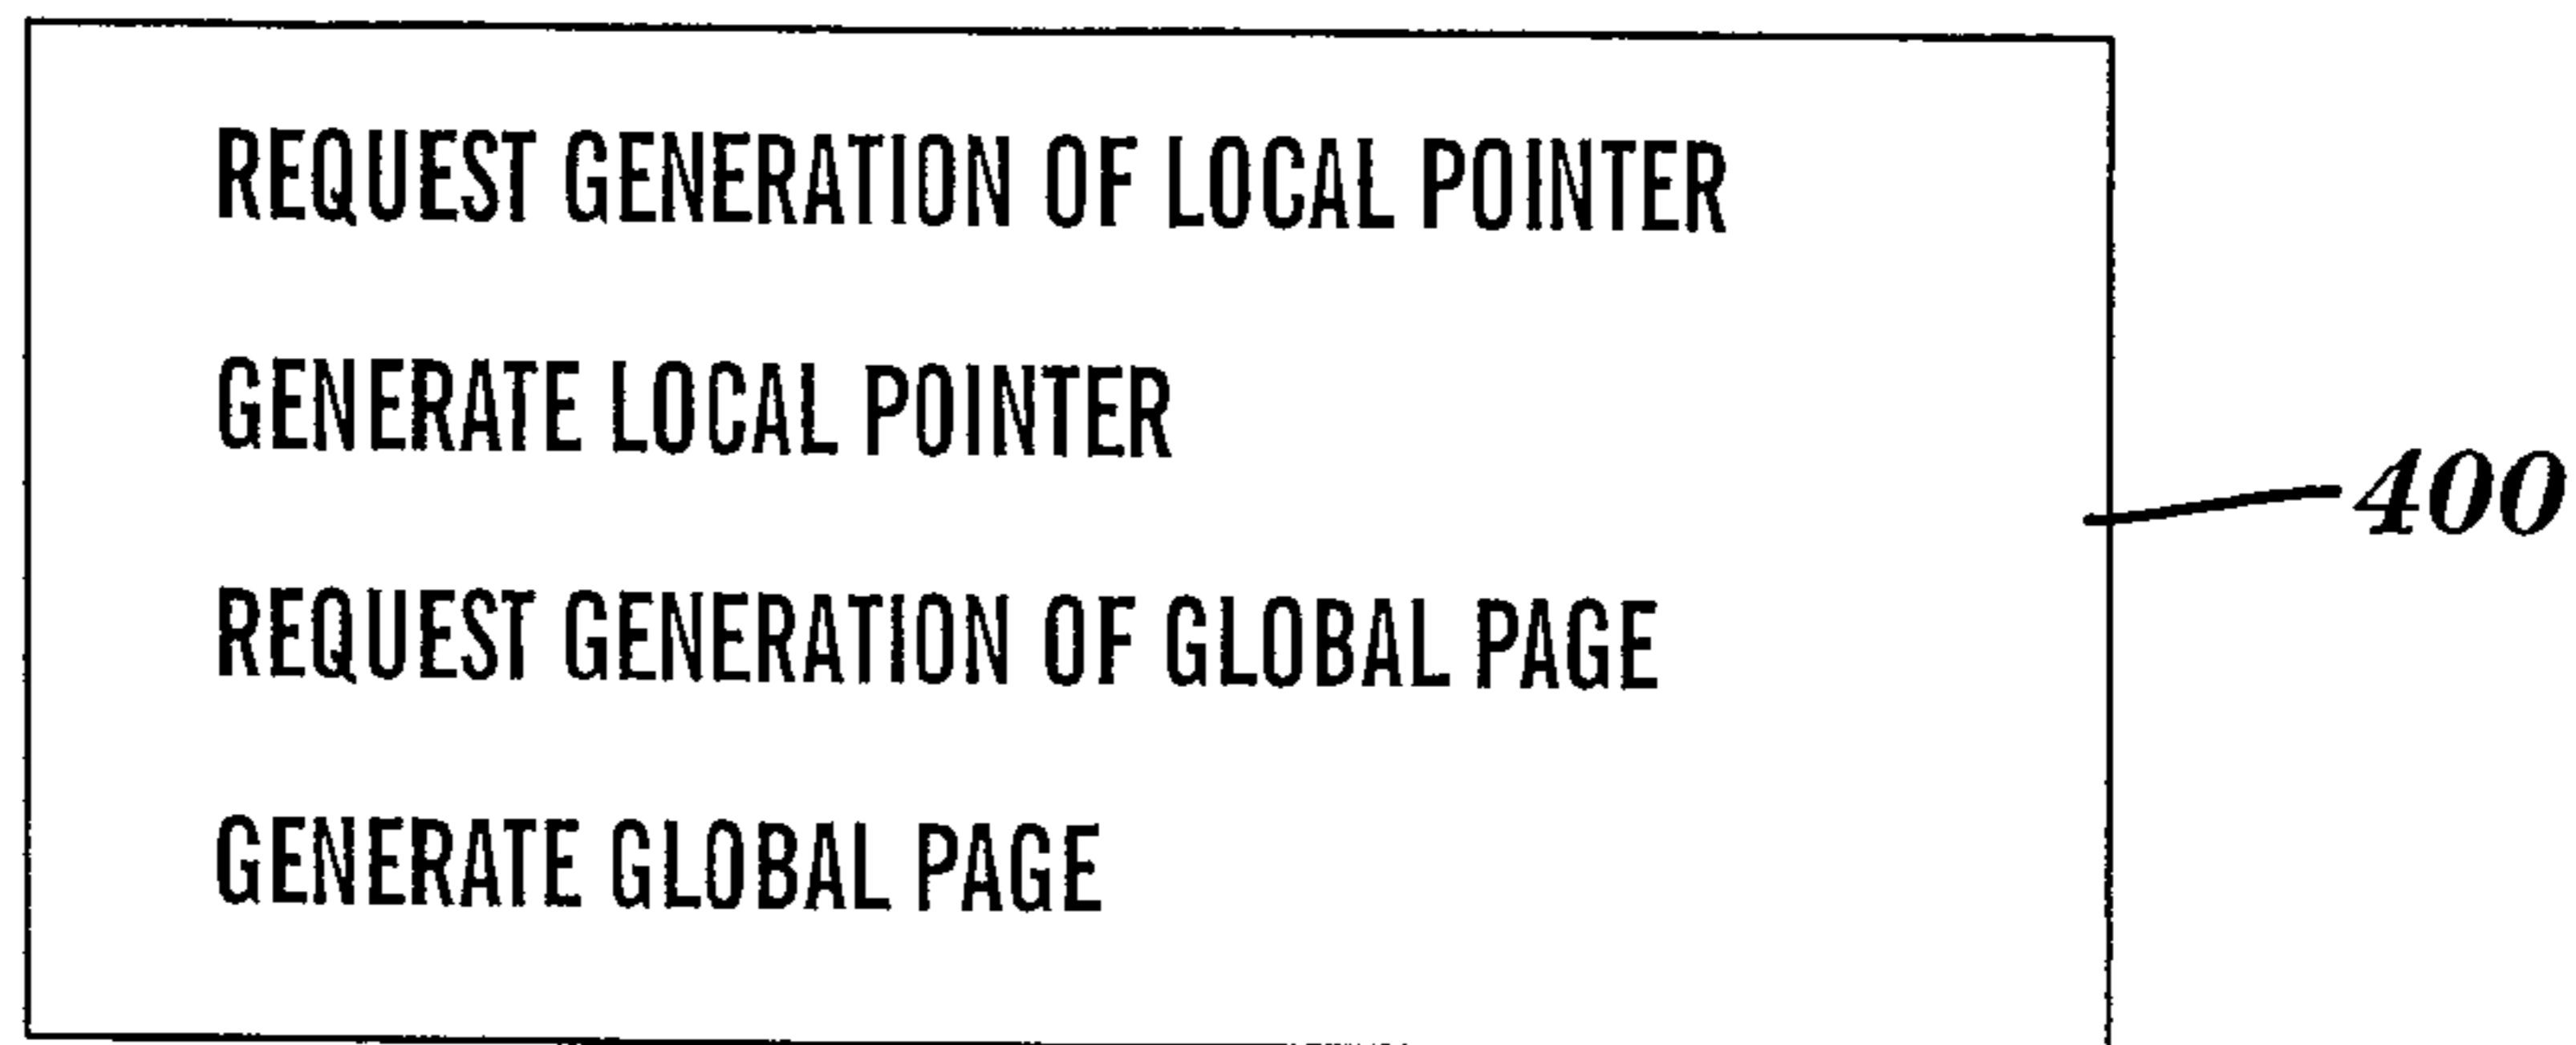 REQUEST GENERATION OF LOCAL POINTER
GENERATE LOCAL POINTER
400
REQUEST GENERATION OF GLOBAL PAGE
GENERATE GLOBAL PAGE